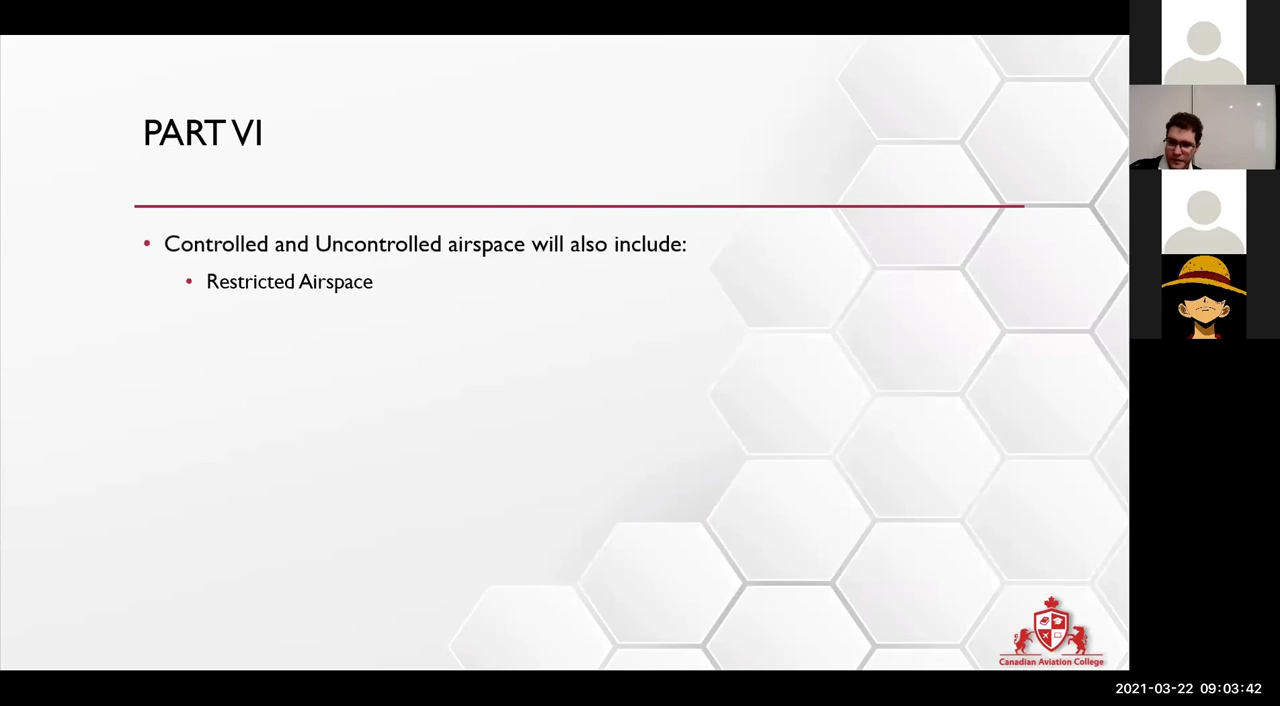 PART VI
• Controlled and Uncontrolled airspace will also include:
• Restricted Airspace
Canadian Aviation College
2021-03-22 09:03:42